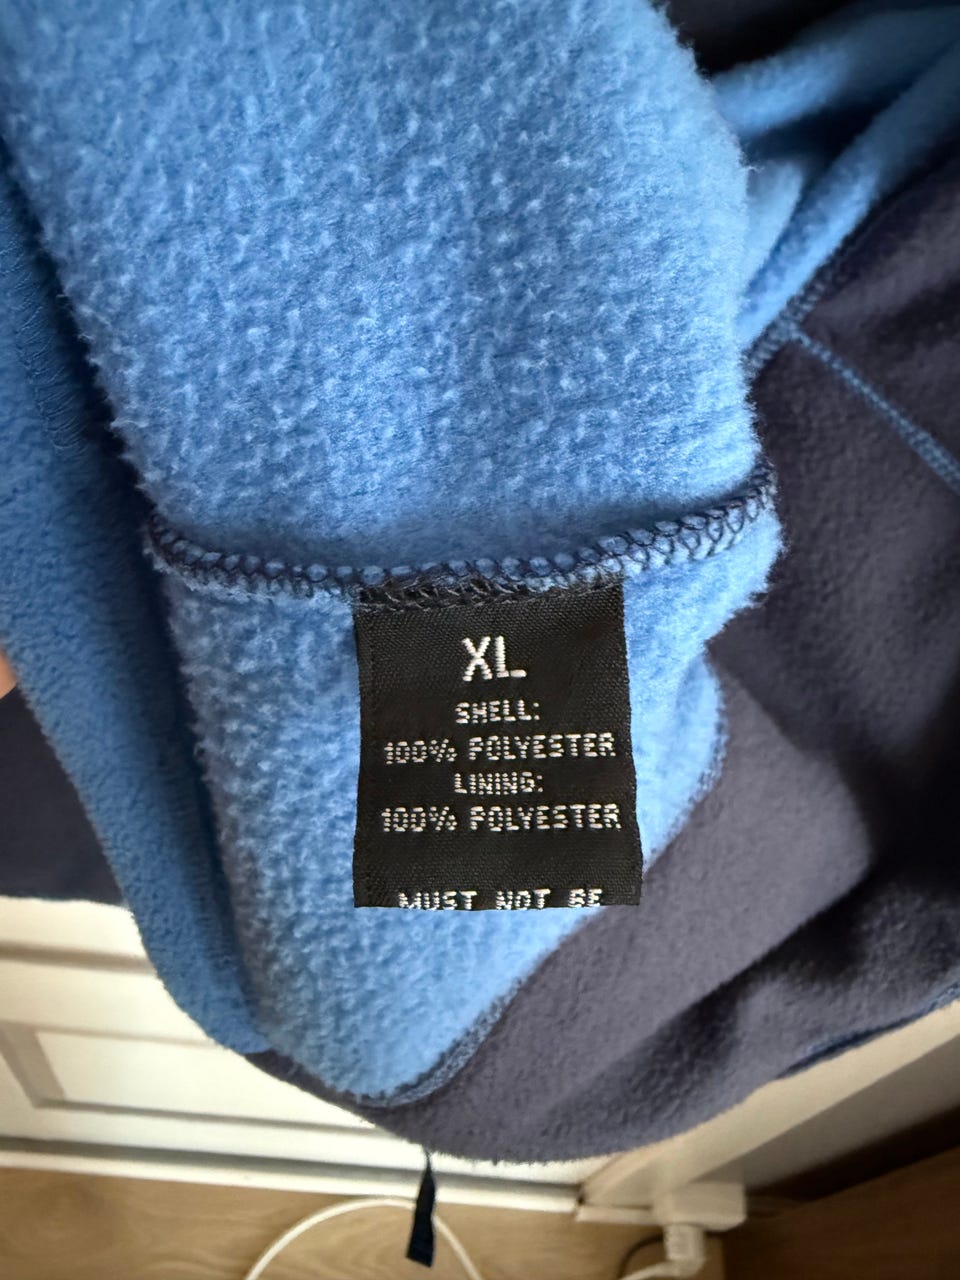 XL
SHELL:
100% POLYESTER
LINING:
100% POLYESTER
MUST NOT BE